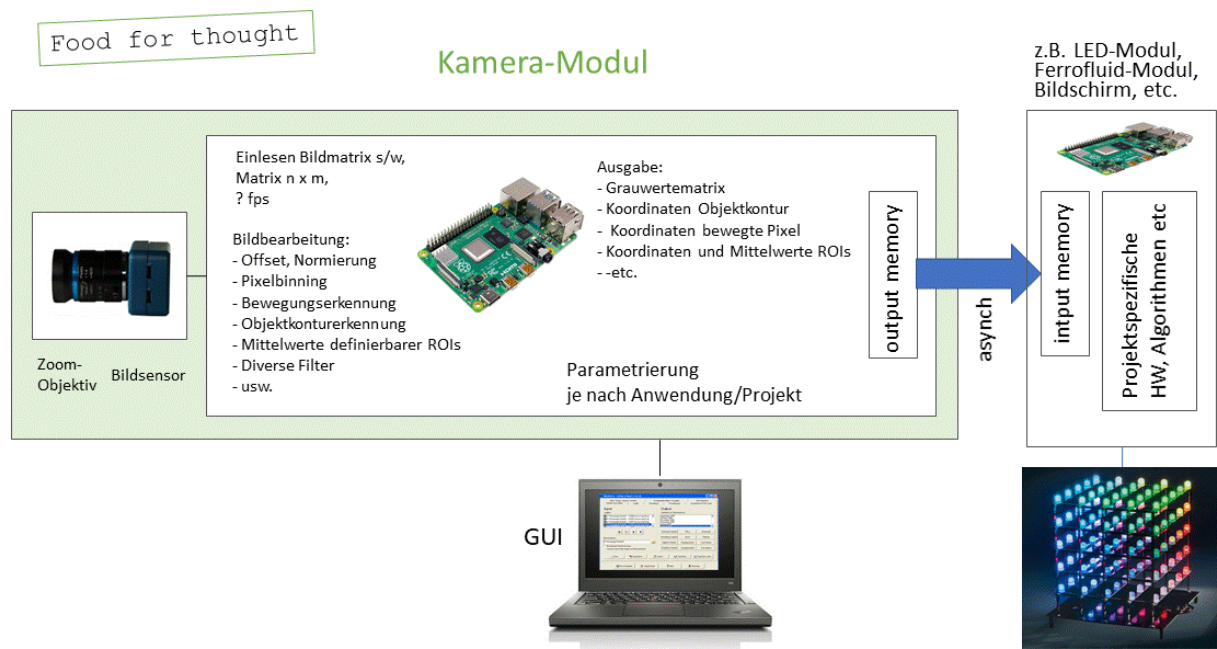 Food for thought
Kamera-Modul
z.B. LED-Modul,
Ferrofluid-Modul,
Bildschirm, etc.
Einlesen Bildmatrix s/w,
Matrix n x m,
? fps
Bildbearbeitung:
- Offset, Normierung
- Pixelbinning
- Bewegungserkennung
- Objektkonturerkennung
- Mittelwerte definierbarer ROIs
- Diverse Filter
- usw.
Ausgabe:
- Grauwertematrix
- Koordinaten Objektkontur
- Koordinaten bewegte Pixel
- Koordinaten und Mittelwerte ROIs
- -etc.
Parametrierung
je nach Anwendung/Projekt
output memory
asynch
intput memory
Projektspezifische
HW, Algorithmen etc
Zoom-
Objektiv
Bildsensor
GUI